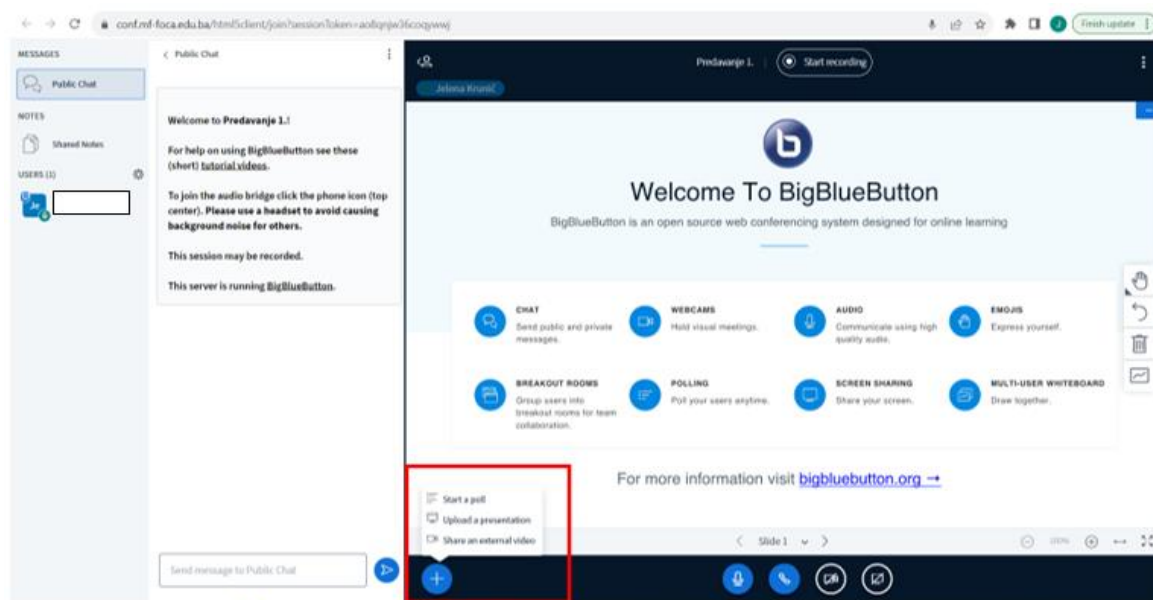 conf.mf-foca.edu.ba/html5client/join?sessionToken=
Finish update
MESSAGES
Public Chat
NOTES
Shared Notes
USERS (1)
Je
Public Chat
Welcome to Predavanje 1.!
For help on using BigBlueButton see these
(short) tutorial videos.
To join the audio bridge click the phone icon (top
center). Please use a headset to avoid causing
background noise for others.
This session may be recorded.
This server is running BigBlueButton.
Send message to Public Chat
Predavanje 1.
Start recording
Jelena Krunić
b
Welcome To BigBlueButton
BigBlueButton is an open source web conferencing system designed for online learning
CHAT
Send public and private
messages.
WEBCAMS
Hold visual meetings.
AUDIO
Communicate using high
quality audio.
EMOJIS
Express yourself.
BREAKOUT ROOMS
Group users into
breakout rooms for team
collaboration.
POLLING
Poll your users anytime.
SCREEN SHARING
Share your screen.
MULTI-USER WHITEBOARD
Draw together.
For more information visit bigbluebutton.org →
Start a poll
Upload a presentation
Share an external video
Slide 1
100%